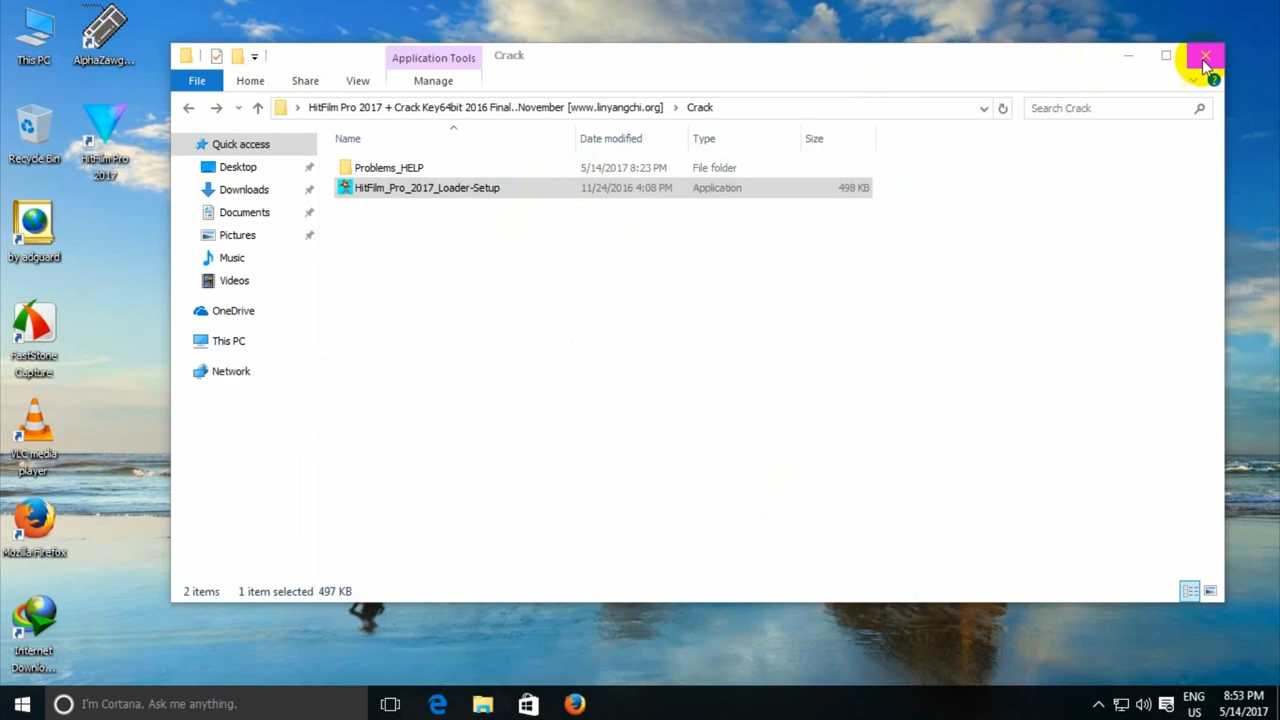 This PC
AlphaZawg...
Recycle Bin
HitFilm Pro
2017
by adguard
FastStone
Capture
VLC media
player
Mozilla Firefox
Internet
Downlo...
Application Tools
Crack
File
Home
Share
View
Manage
HitFilm Pro 2017 + Crack Key64bit 2016 Final..November [www.linyangchi.org]
Crack
Search Crack
Name
Date modified
Type
Size
Quick access
Desktop
Downloads
Documents
Pictures
Music
Videos
OneDrive
This PC
Network
Problems_HELP 5/14/2017 8:23 PM File folder
HitFilm_Pro_2017_Loader-Setup 11/24/2016 4:08 PM Application 498 KB
2 items 1 item selected 497 KB
I'm Cortana. Ask me anything.
ENG
US
8:53 PM
5/14/2017